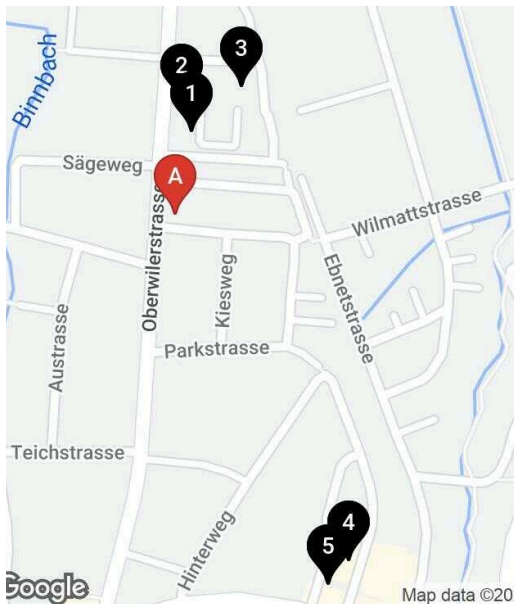 3
2
Binnbach
1
Sägeweg
A
Wilmattstrasse
Oberwilerstrasse
Kiesweg
Ebnetstrasse
Austrasse
Parkstrasse
Teichstrasse
Hinterweg
4
5
Google
Map data ©20